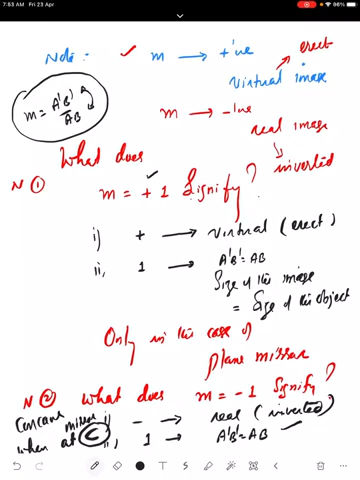 7:53 AM Fri 23 Apr
96%
Note :- ✓ m → +'ve erect
virtual image
m = A'B' / AB
m → -'ve
real image
inverted
What does
N ① m = +1 Signify?
i) + → virtual (erect)
ii, 1 → A'B' = AB
Size of the image
= Size of the object
Only in the case of
plane mirror
N ② What does m = -1 Signify?
Concave mirror i, - → real (inverted)
when at C ii, 1 → A'B' = AB